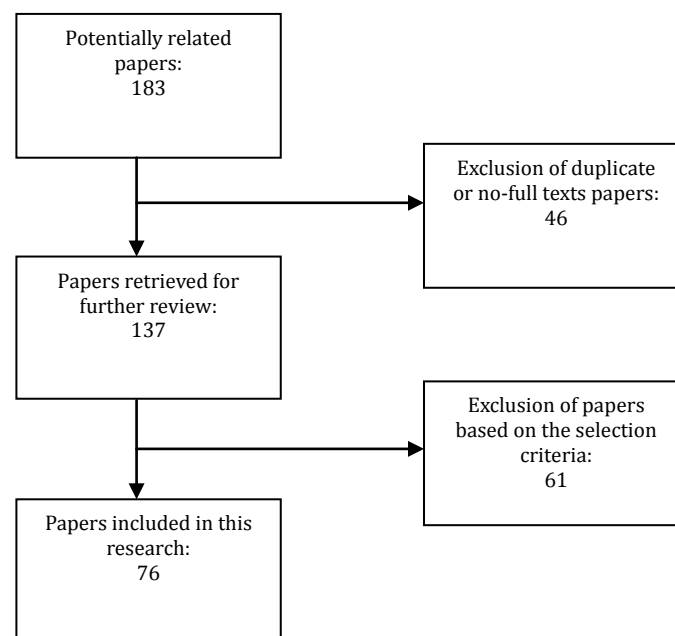 Potentially related
papers:
183
Exclusion of duplicate
or no-full texts papers:
46
Papers retrieved for
further review:
137
Exclusion of papers
based on the selection
criteria:
61
Papers included in this
research:
76